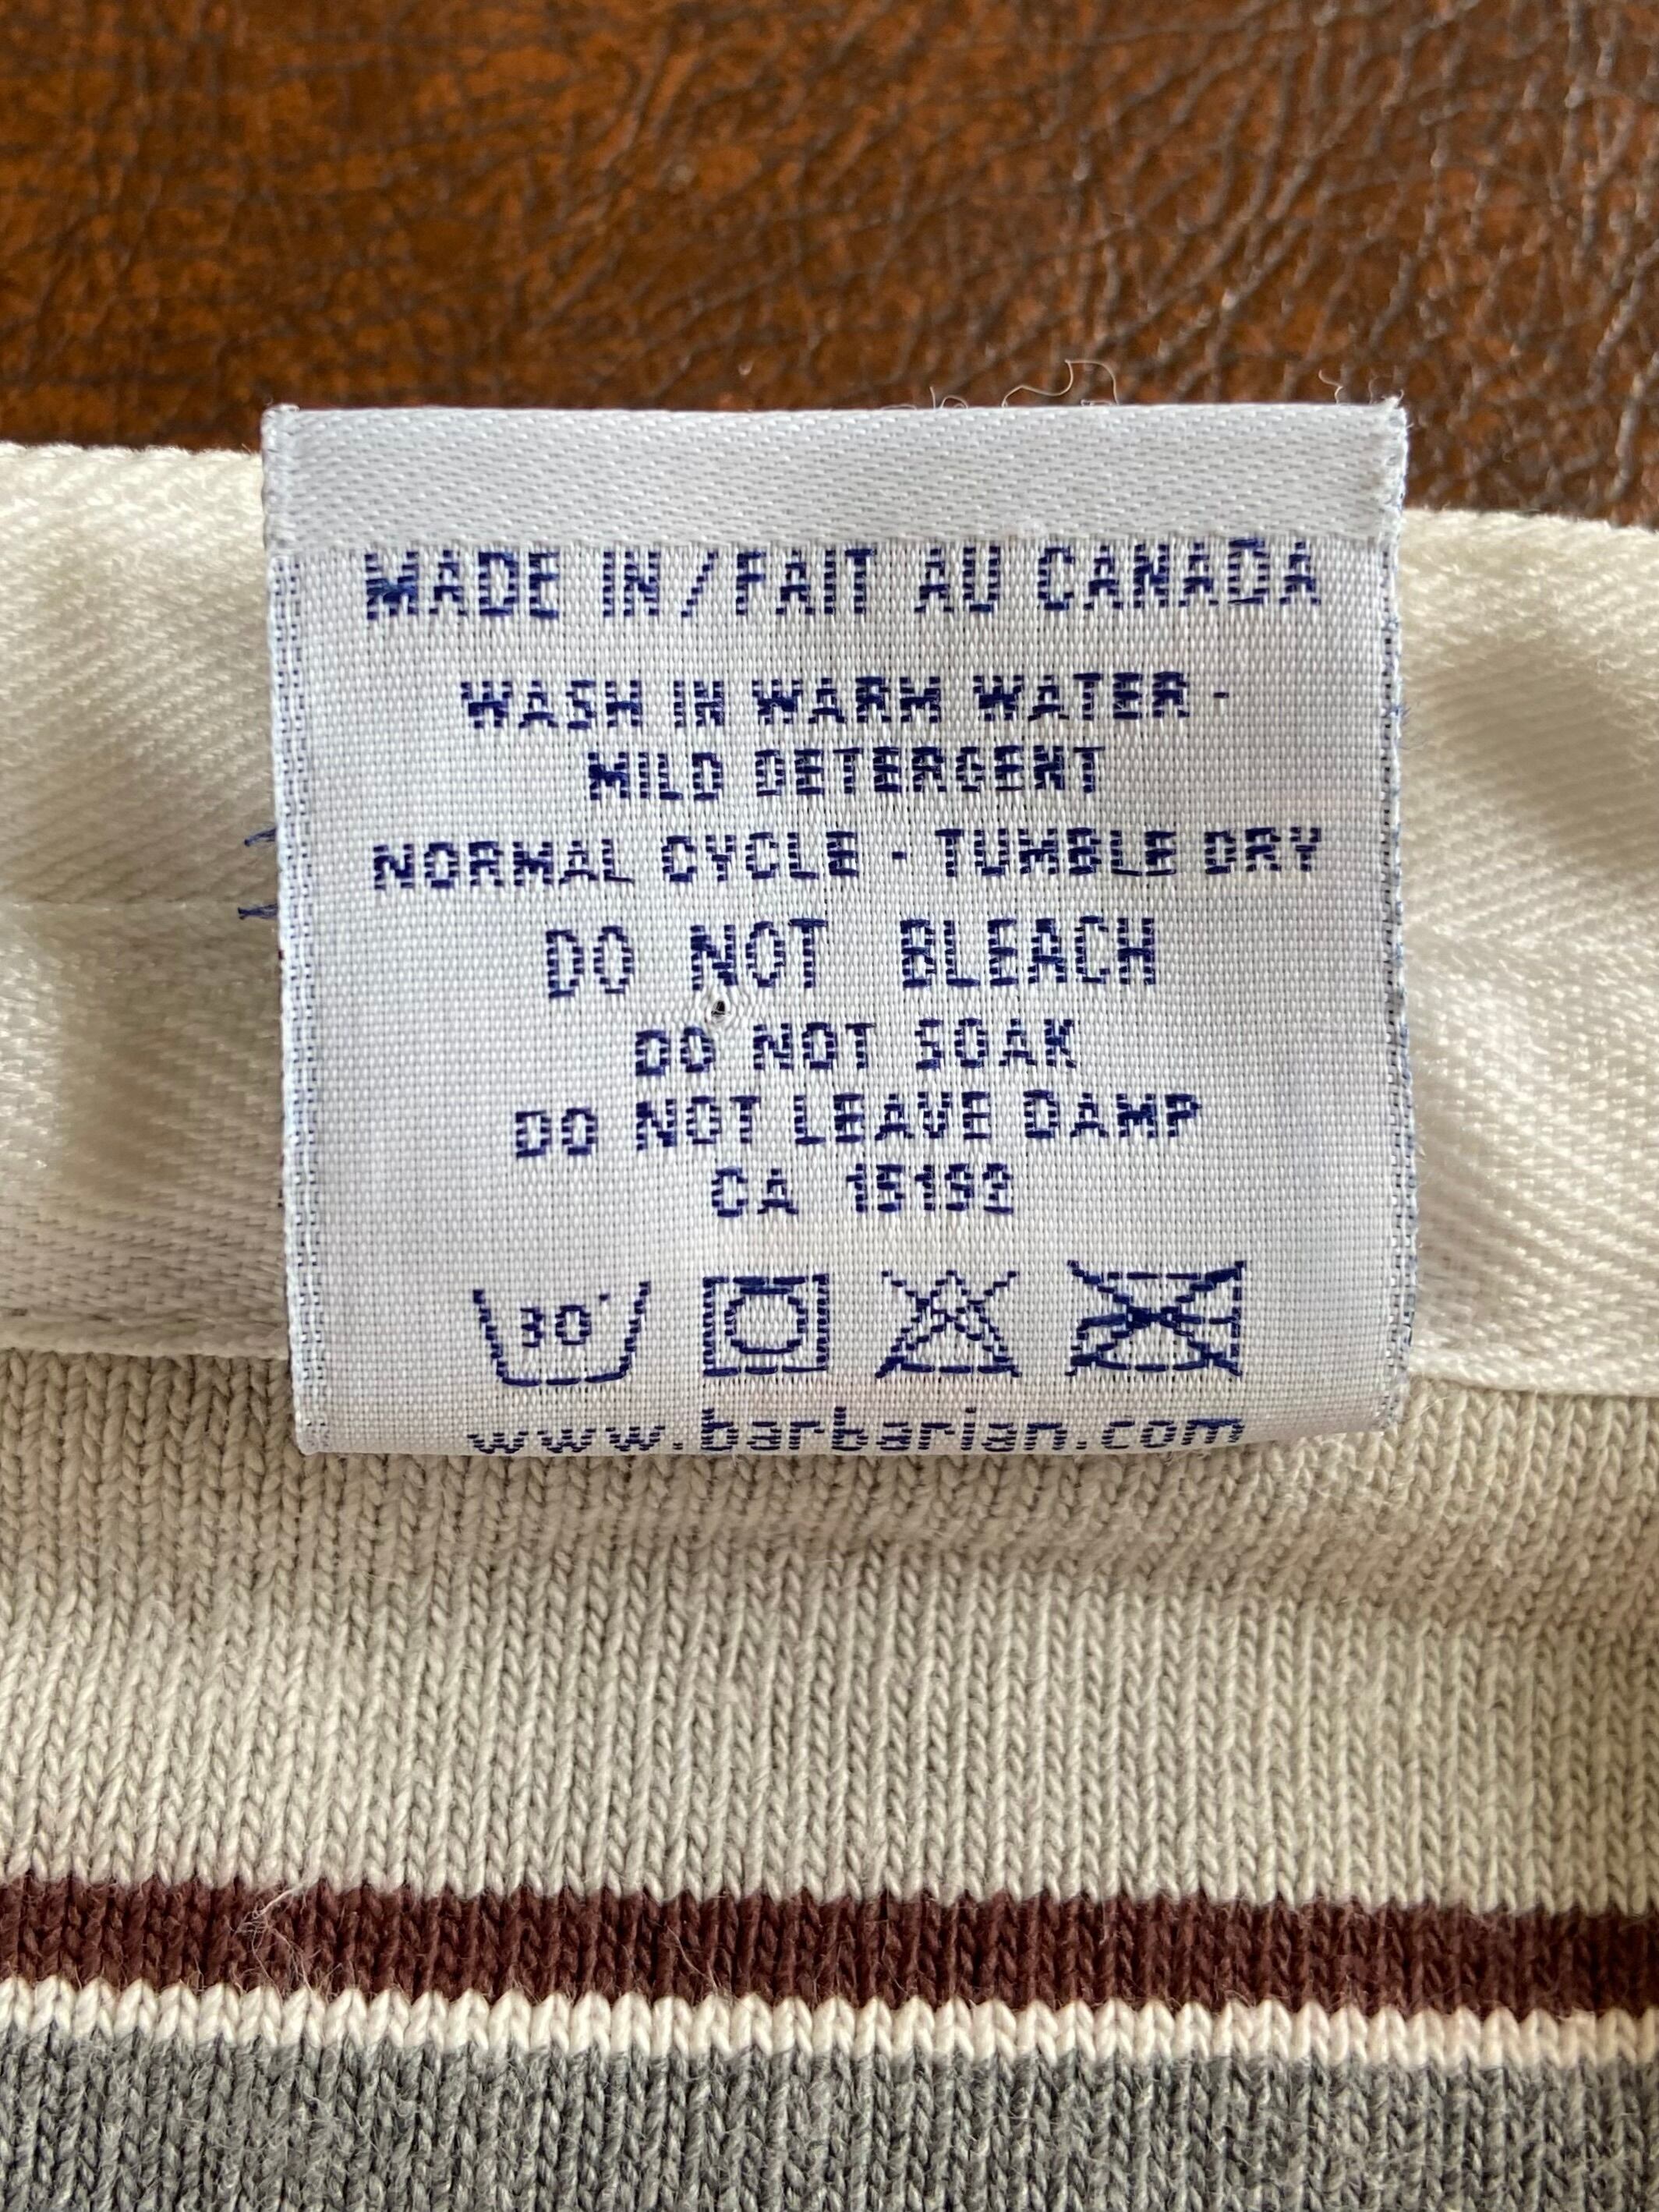 MADE IN/FAIT AU CANADA
WASH IN WARM WATER -
MILD DETERGENT
NORMAL CYCLE - TUMBLE DRY
DO NOT BLEACH
DO NOT SOAK
DO NOT LEAVE DAMP
CA 15192
30°
www.barbarian.com